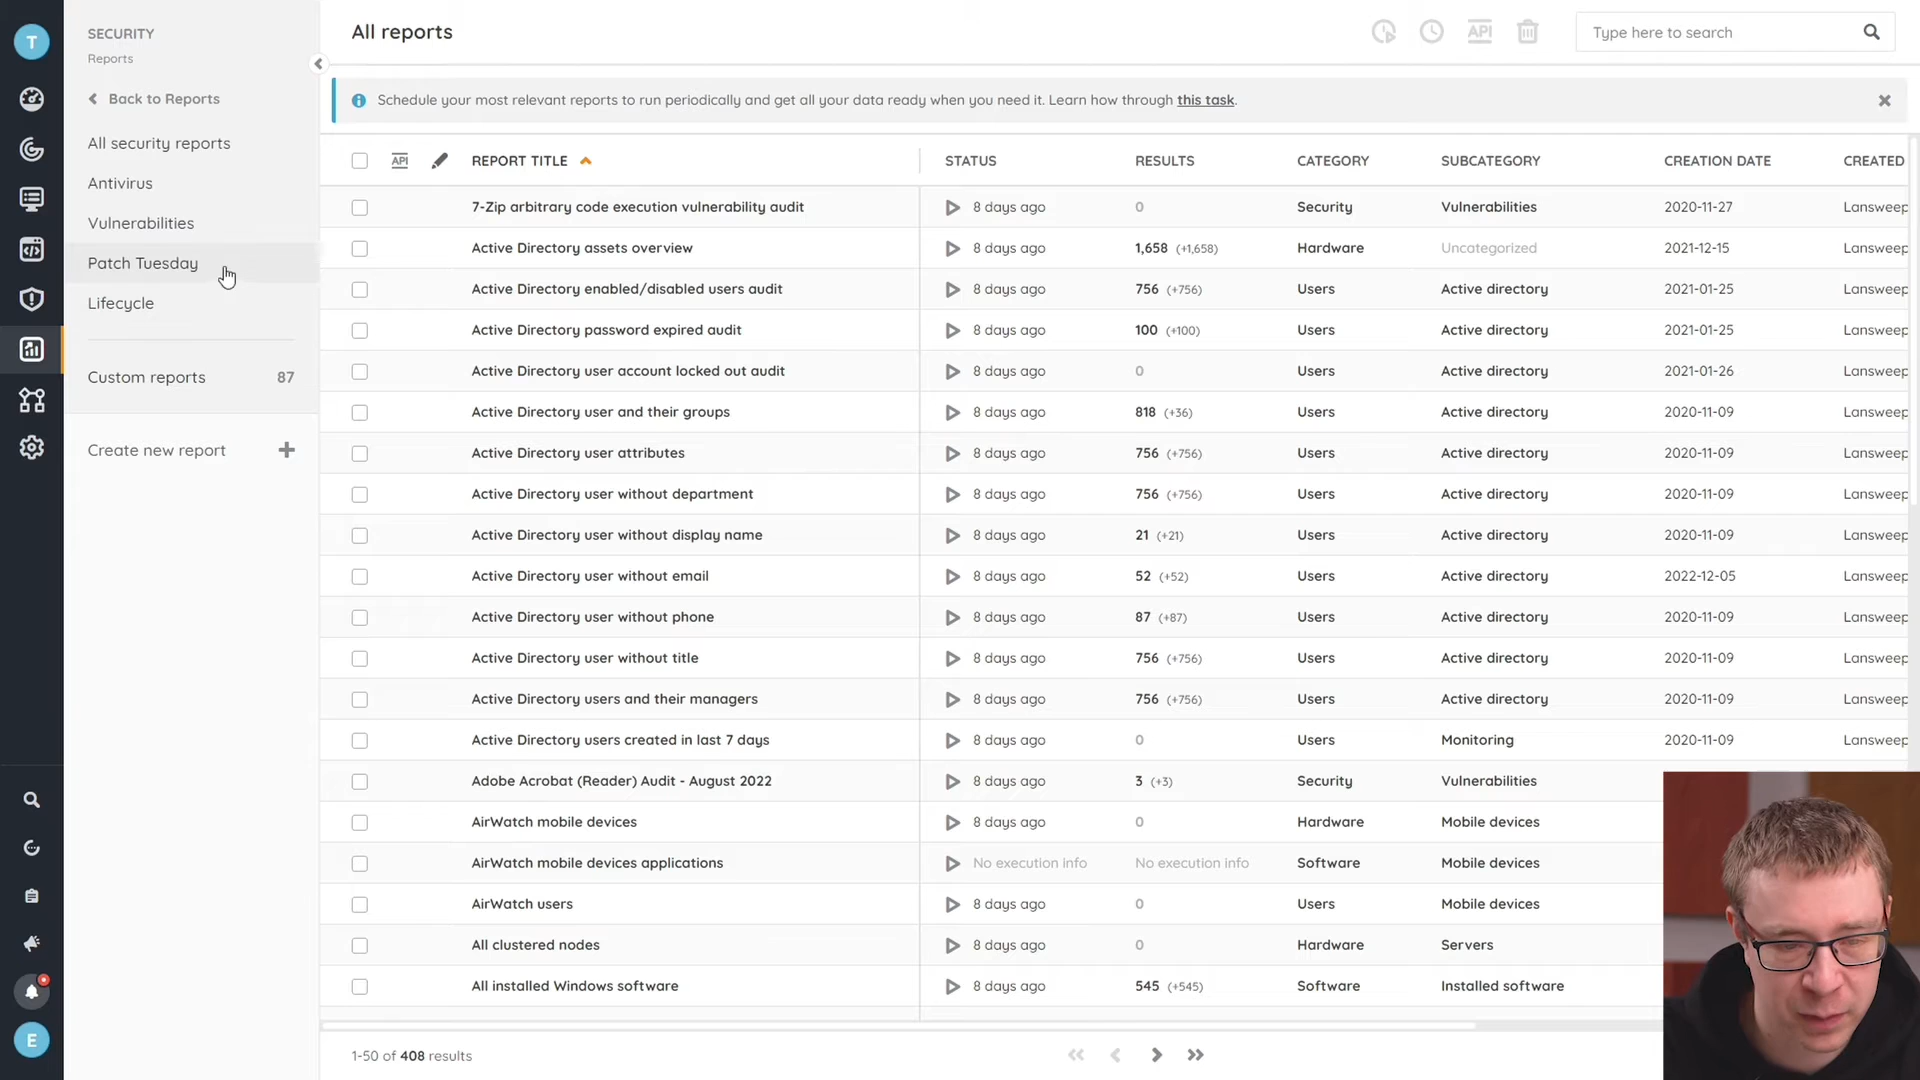 T
SECURITY
Reports
Back to Reports
All security reports
Antivirus
Vulnerabilities
Patch Tuesday
Lifecycle
Custom reports 87
Create new report +
E
All reports
API
Type here to search
Schedule your most relevant reports to run periodically and get all your data ready when you need it. Learn how through this task.
API REPORT TITLE STATUS RESULTS CATEGORY SUBCATEGORY CREATION DATE CREATED
7-Zip arbitrary code execution vulnerability audit 8 days ago 0 Security Vulnerabilities 2020-11-27 Lansweep
Active Directory assets overview 8 days ago 1,658 (+1,658) Hardware Uncategorized 2021-12-15 Lansweep
Active Directory enabled/disabled users audit 8 days ago 756 (+756) Users Active directory 2021-01-25 Lansweep
Active Directory password expired audit 8 days ago 100 (+100) Users Active directory 2021-01-25 Lansweep
Active Directory user account locked out audit 8 days ago 0 Users Active directory 2021-01-26 Lansweep
Active Directory user and their groups 8 days ago 818 (+36) Users Active directory 2020-11-09 Lansweep
Active Directory user attributes 8 days ago 756 (+756) Users Active directory 2020-11-09 Lansweep
Active Directory user without department 8 days ago 756 (+756) Users Active directory 2020-11-09 Lansweep
Active Directory user without display name 8 days ago 21 (+21) Users Active directory 2020-11-09 Lansweep
Active Directory user without email 8 days ago 52 (+52) Users Active directory 2022-12-05 Lansweep
Active Directory user without phone 8 days ago 87 (+87) Users Active directory 2020-11-09 Lansweep
Active Directory user without title 8 days ago 756 (+756) Users Active directory 2020-11-09 Lansweep
Active Directory users and their managers 8 days ago 756 (+756) Users Active directory 2020-11-09 Lansweep
Active Directory users created in last 7 days 8 days ago 0 Users Monitoring 2020-11-09 Lansweep
Adobe Acrobat (Reader) Audit - August 2022 8 days ago 3 (+3) Security Vulnerabilities
AirWatch mobile devices 8 days ago 0 Hardware Mobile devices
AirWatch mobile devices applications No execution info No execution info Software Mobile devices
AirWatch users 8 days ago 0 Users Mobile devices
All clustered nodes 8 days ago 0 Hardware Servers
All installed Windows software 8 days ago 545 (+545) Software Installed software
1-50 of 408 results